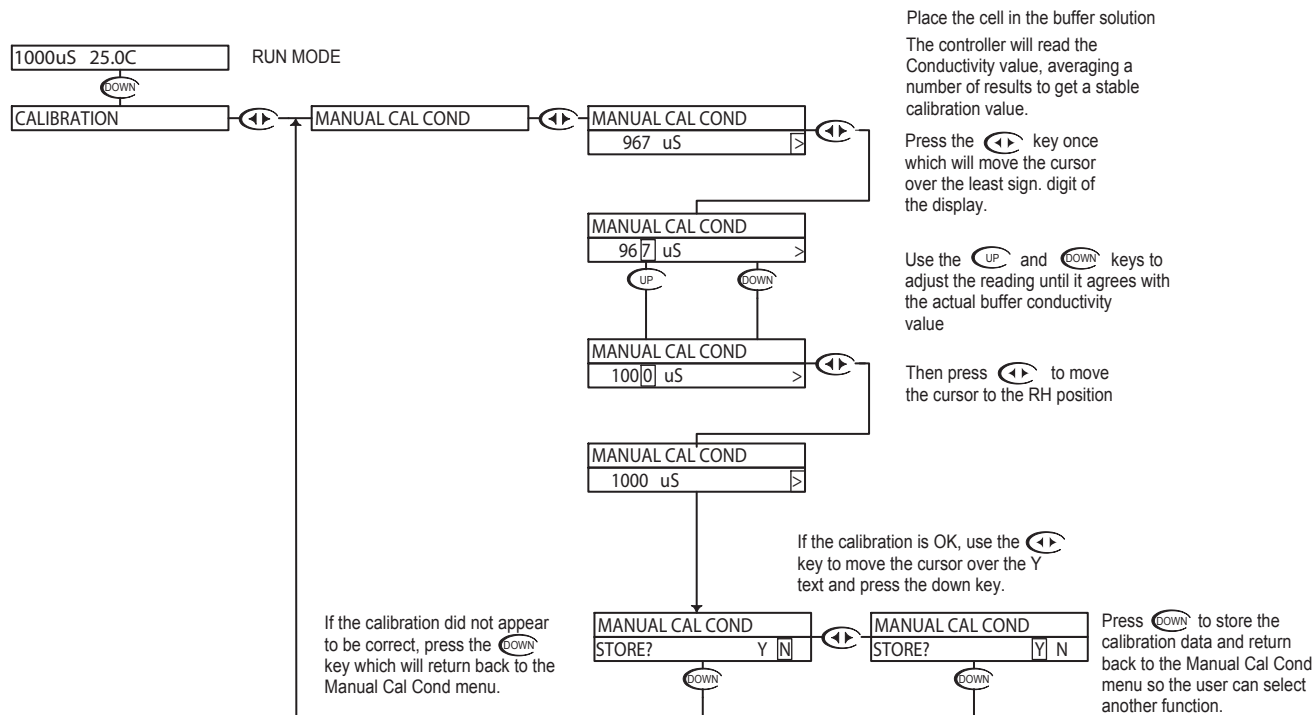 Place the cell in the buffer solution
The controller will read the
Conductivity value, averaging a
number of results to get a stable
calibration value.
1000uS 25.0C
RUN MODE
DOWN
CALIBRATION
MANUAL CAL COND
MANUAL CAL COND
967 uS >
Press the key once
which will move the cursor
over the least sign. digit of
the display.
MANUAL CAL COND
967 uS >
UP
DOWN
Use the UP and DOWN keys to
adjust the reading until it agrees with
the actual buffer conductivity
value
MANUAL CAL COND
1000 uS >
Then press to move
the cursor to the RH position
MANUAL CAL COND
1000 uS >
If the calibration is OK, use the
key to move the cursor over the Y
text and press the down key.
If the calibration did not appear
to be correct, press the DOWN
key which will return back to the
Manual Cal Cond menu.
MANUAL CAL COND
STORE? Y N
DOWN
MANUAL CAL COND
STORE? Y N
DOWN
Press DOWN to store the
calibration data and return
back to the Manual Cal Cond
menu so the user can select
another function.